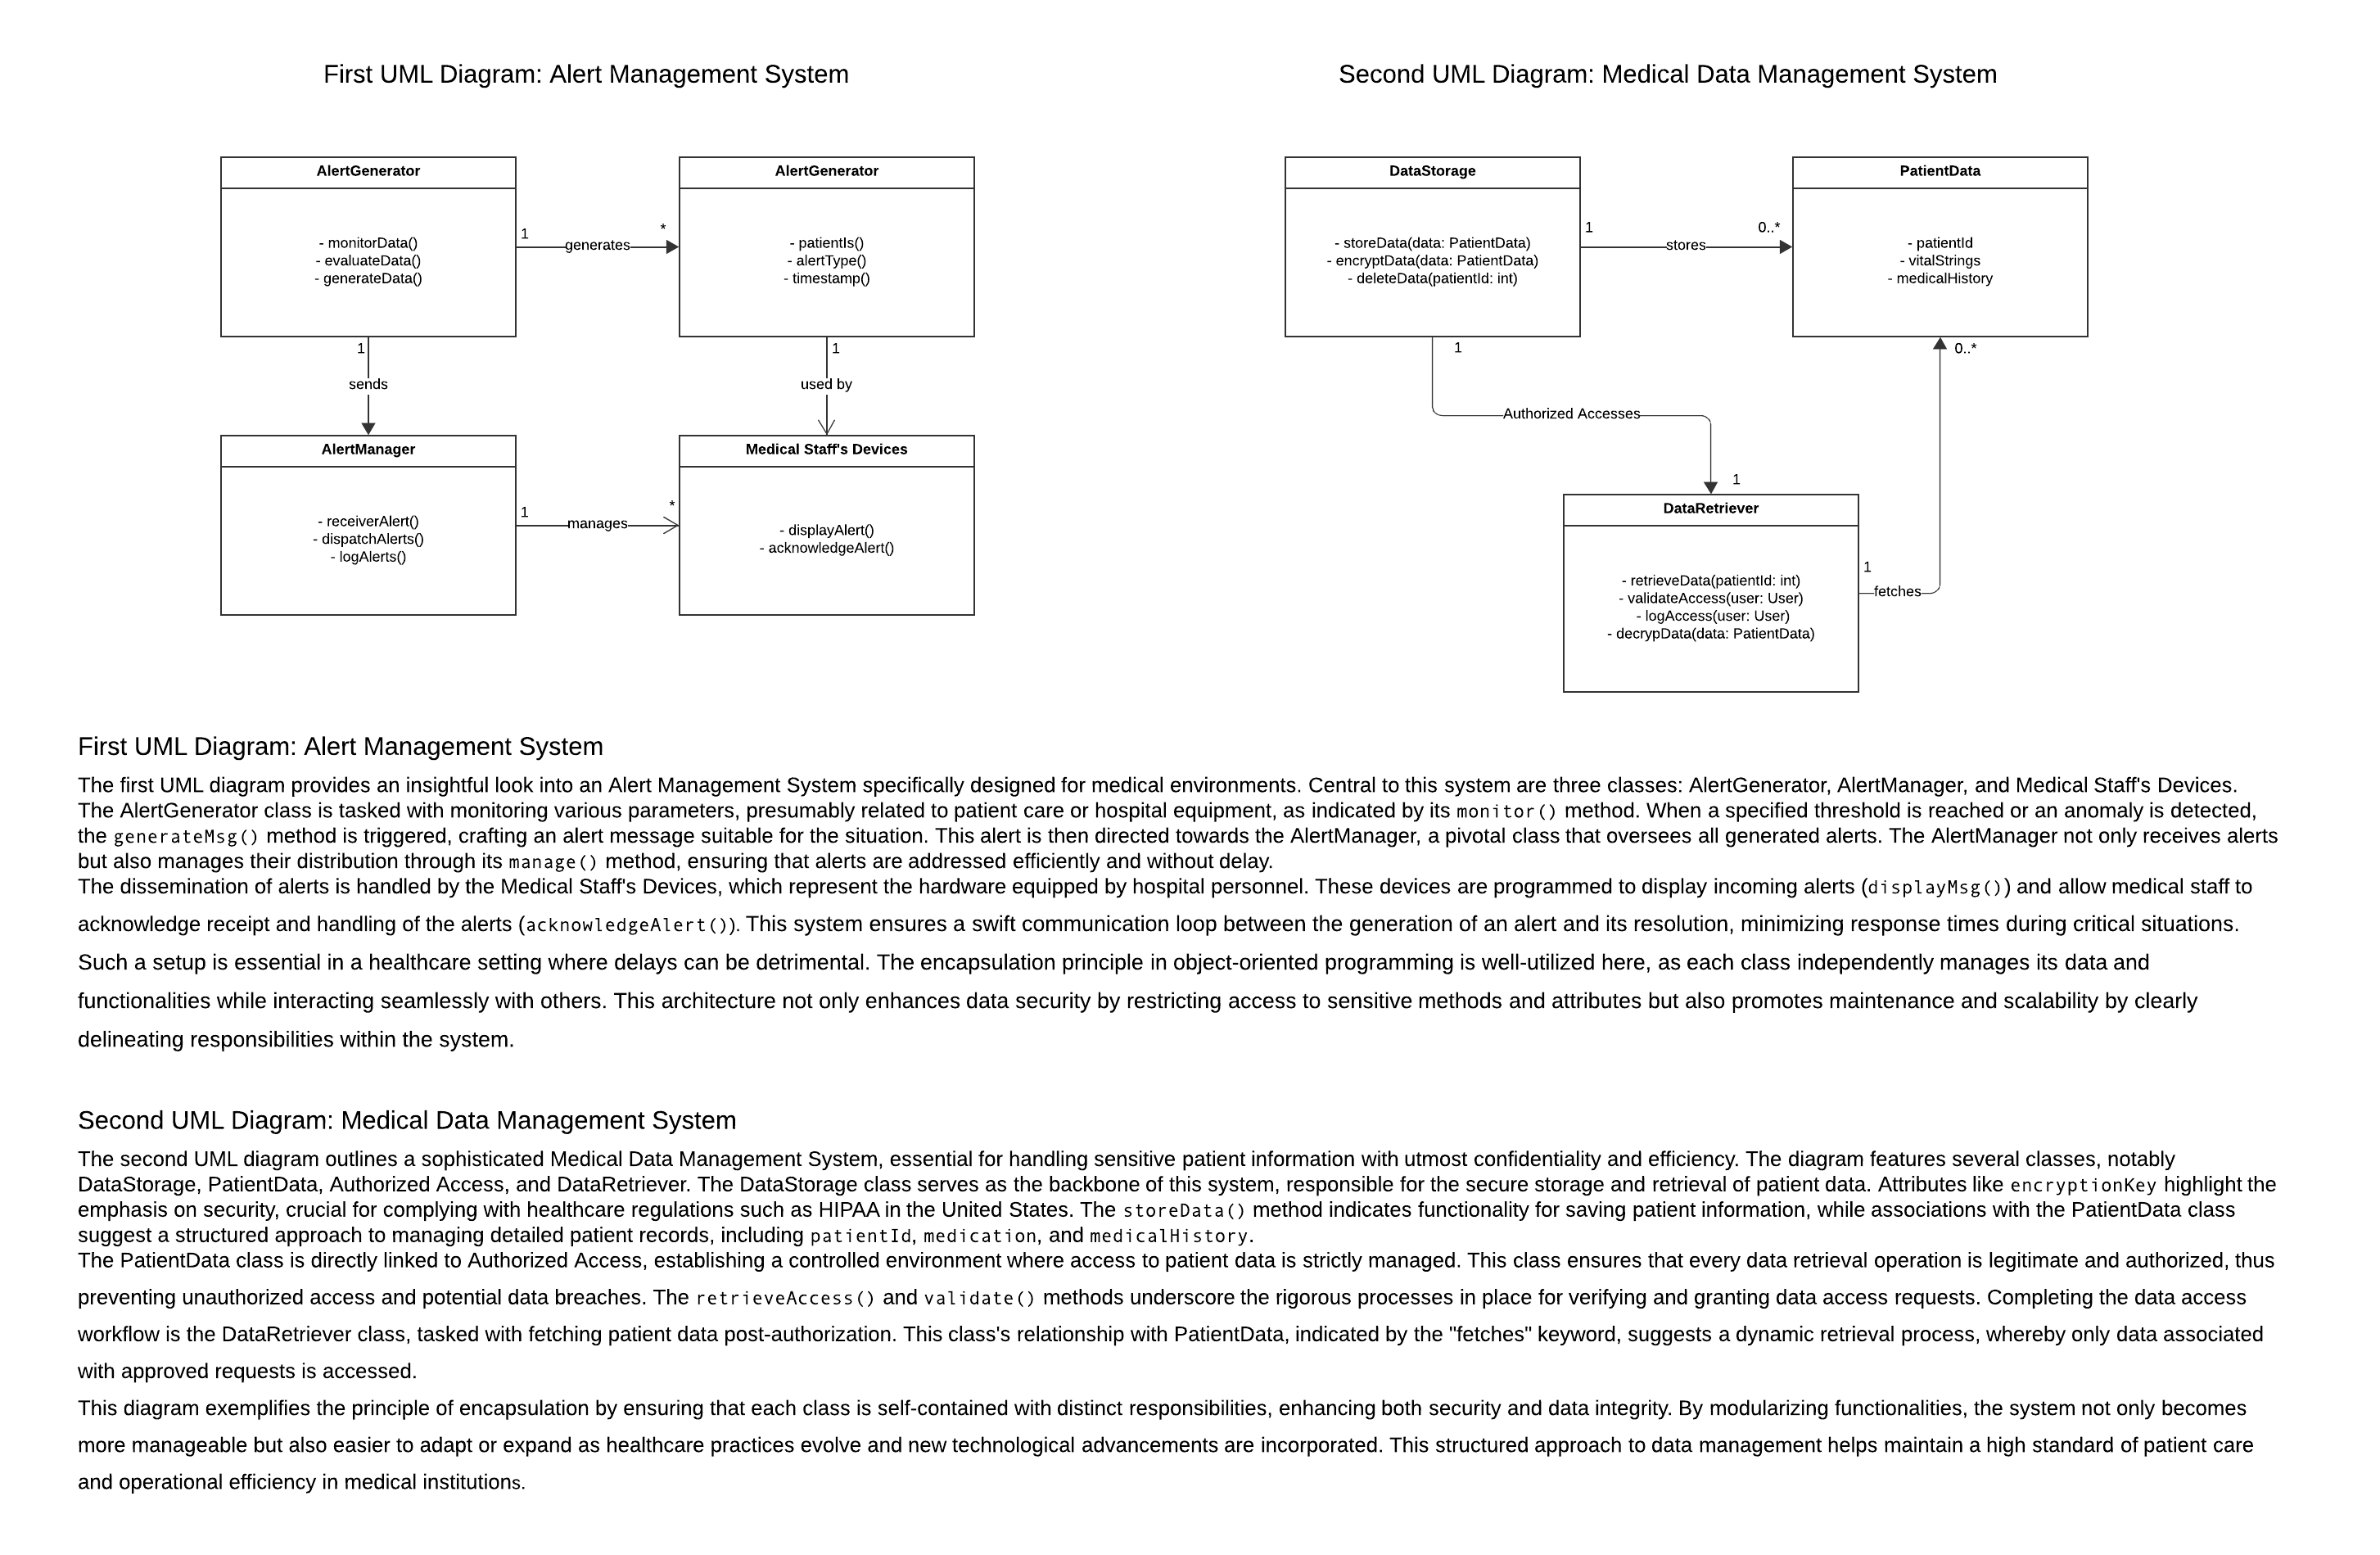 First UML Diagram: Alert Management System
AlertGenerator
- monitorData()
- evaluateData()
- generateData()
1
generates
*
AlertGenerator
- patientIs()
- alertType()
- timestamp()
1
sends
1
used by
AlertManager
- receiverAlert()
- dispatchAlerts()
- logAlerts()
1
manages
*
Medical Staff's Devices
- displayAlert()
- acknowledgeAlert()
Second UML Diagram: Medical Data Management System
DataStorage
- storeData(data: PatientData)
- encryptData(data: PatientData)
- deleteData(patientId: int)
1
stores
0..*
PatientData
- patientId
- vitalStrings
- medicalHistory
1
0..*
Authorized Accesses
1
DataRetriever
- retrieveData(patientId: int)
- validateAccess(user: User)
- logAccess(user: User)
- decrypData(data: PatientData)
1
fetches
First UML Diagram: Alert Management System
The first UML diagram provides an insightful look into an Alert Management System specifically designed for medical environments. Central to this system are three classes: AlertGenerator, AlertManager, and Medical Staff's Devices.
The AlertGenerator class is tasked with monitoring various parameters, presumably related to patient care or hospital equipment, as indicated by its monitor() method. When a specified threshold is reached or an anomaly is detected,
the generateMsg() method is triggered, crafting an alert message suitable for the situation. This alert is then directed towards the AlertManager, a pivotal class that oversees all generated alerts. The AlertManager not only receives alerts
but also manages their distribution through its manage() method, ensuring that alerts are addressed efficiently and without delay.
The dissemination of alerts is handled by the Medical Staff's Devices, which represent the hardware equipped by hospital personnel. These devices are programmed to display incoming alerts (displayMsg()) and allow medical staff to
acknowledge receipt and handling of the alerts (acknowledgeAlert()). This system ensures a swift communication loop between the generation of an alert and its resolution, minimizing response times during critical situations.
Such a setup is essential in a healthcare setting where delays can be detrimental. The encapsulation principle in object-oriented programming is well-utilized here, as each class independently manages its data and
functionalities while interacting seamlessly with others. This architecture not only enhances data security by restricting access to sensitive methods and attributes but also promotes maintenance and scalability by clearly
delineating responsibilities within the system.
Second UML Diagram: Medical Data Management System
The second UML diagram outlines a sophisticated Medical Data Management System, essential for handling sensitive patient information with utmost confidentiality and efficiency. The diagram features several classes, notably
DataStorage, PatientData, Authorized Access, and DataRetriever. The DataStorage class serves as the backbone of this system, responsible for the secure storage and retrieval of patient data. Attributes like encryptionKey highlight the
emphasis on security, crucial for complying with healthcare regulations such as HIPAA in the United States. The storeData() method indicates functionality for saving patient information, while associations with the PatientData class
suggest a structured approach to managing detailed patient records, including patientId, medication, and medicalHistory.
The PatientData class is directly linked to Authorized Access, establishing a controlled environment where access to patient data is strictly managed. This class ensures that every data retrieval operation is legitimate and authorized, thus
preventing unauthorized access and potential data breaches. The retrieveAccess() and validate() methods underscore the rigorous processes in place for verifying and granting data access requests. Completing the data access
workflow is the DataRetriever class, tasked with fetching patient data post-authorization. This class's relationship with PatientData, indicated by the "fetches" keyword, suggests a dynamic retrieval process, whereby only data associated
with approved requests is accessed.
This diagram exemplifies the principle of encapsulation by ensuring that each class is self-contained with distinct responsibilities, enhancing both security and data integrity. By modularizing functionalities, the system not only becomes
more manageable but also easier to adapt or expand as healthcare practices evolve and new technological advancements are incorporated. This structured approach to data management helps maintain a high standard of patient care
and operational efficiency in medical institutions.